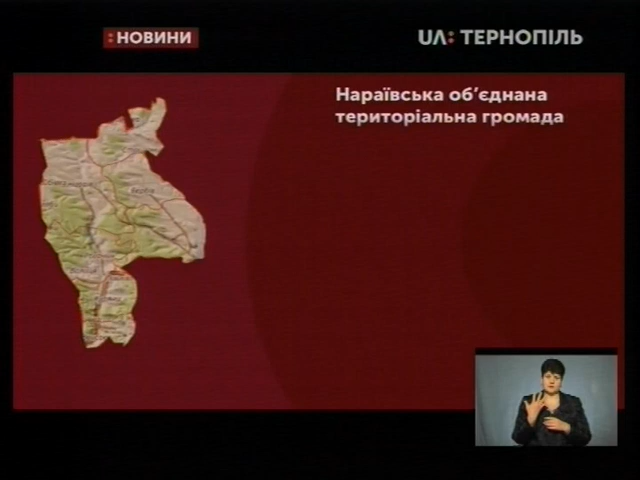 :НОВИНИ
UA: ТЕРНОПІЛЬ
Нараївська об'єднана
територіальна громада